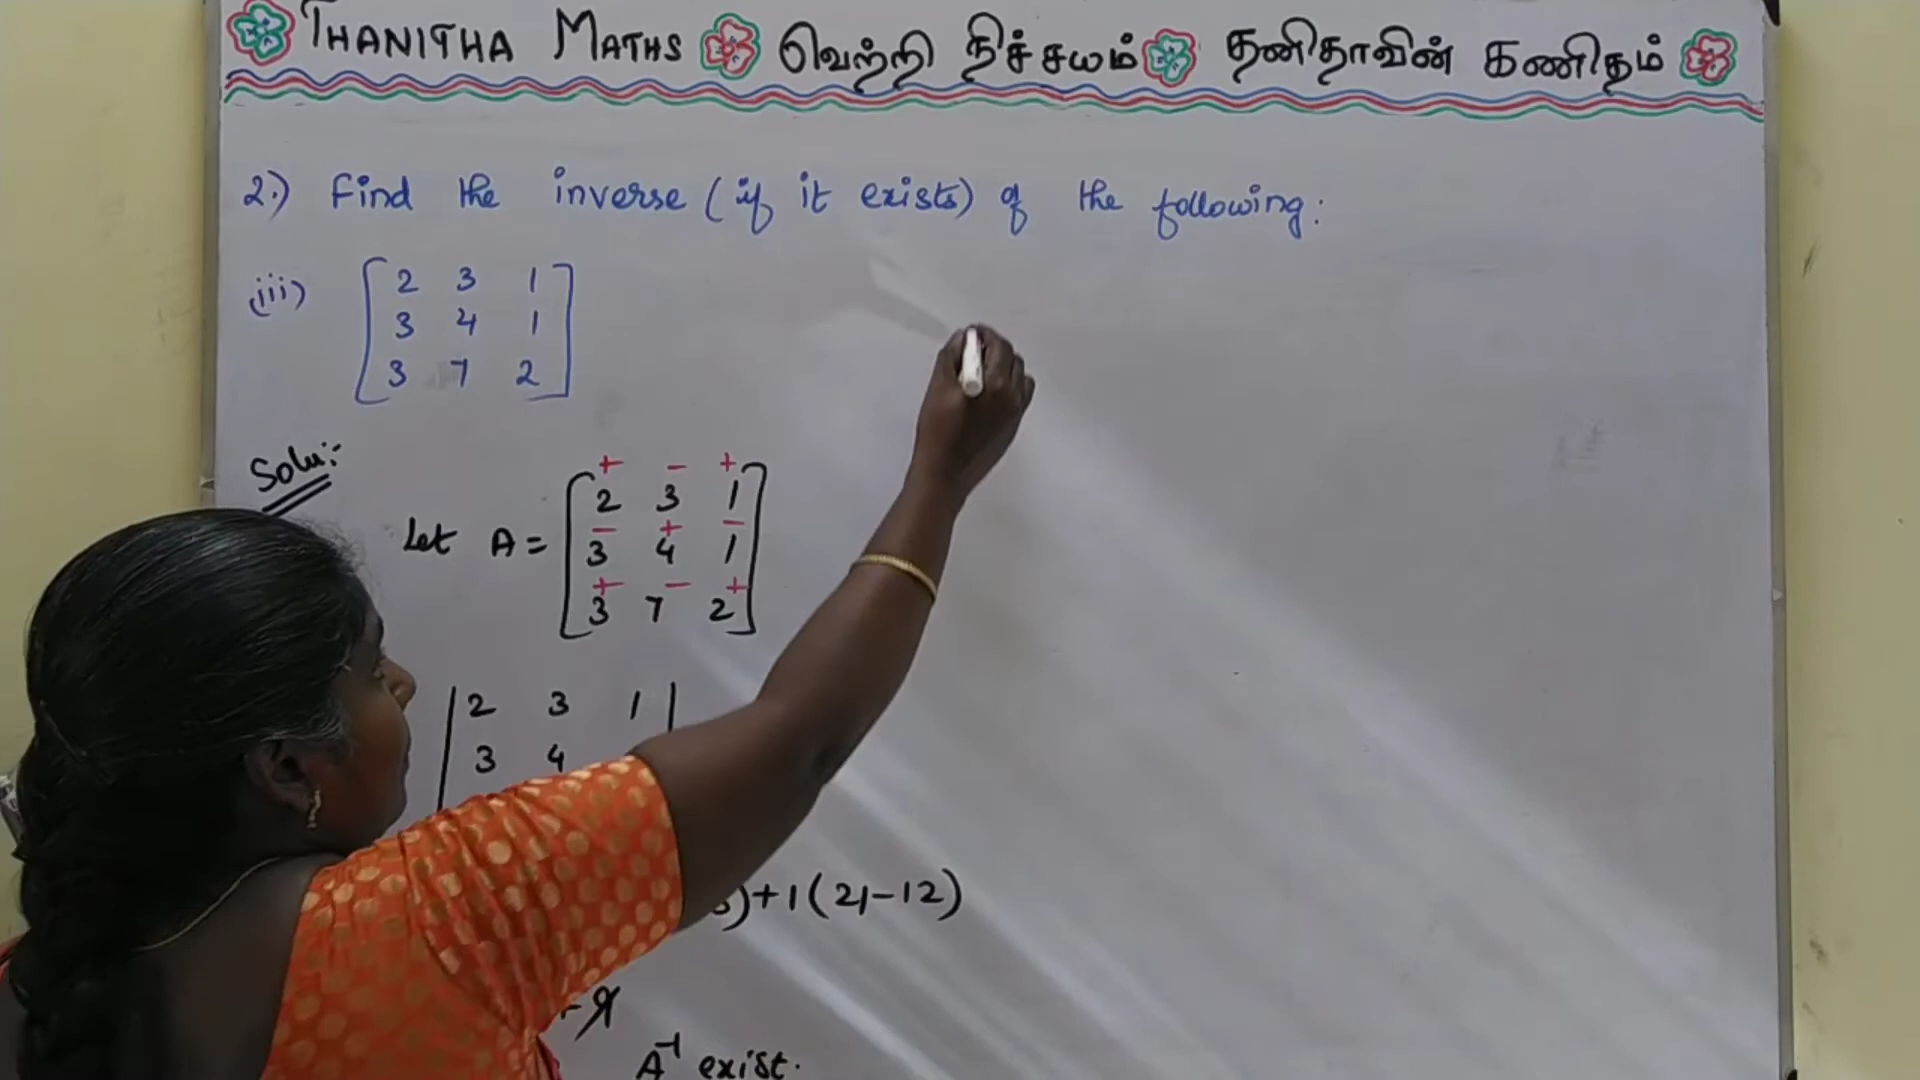 THANITHA MATHS வெற்றி நிச்சயம் தனிதாவின் கணிதம்
2.) Find the inverse (if it exists) of the following:
(iii) [2 3 1
3 4 1
3 7 2]
Solu:
+ - +
Let A = [2 3 1
- + -
3 4 1
+ - +
3 7 2]
|2 3 1|
3 4
) + 1 (21 - 12)
A⁻¹ exist.